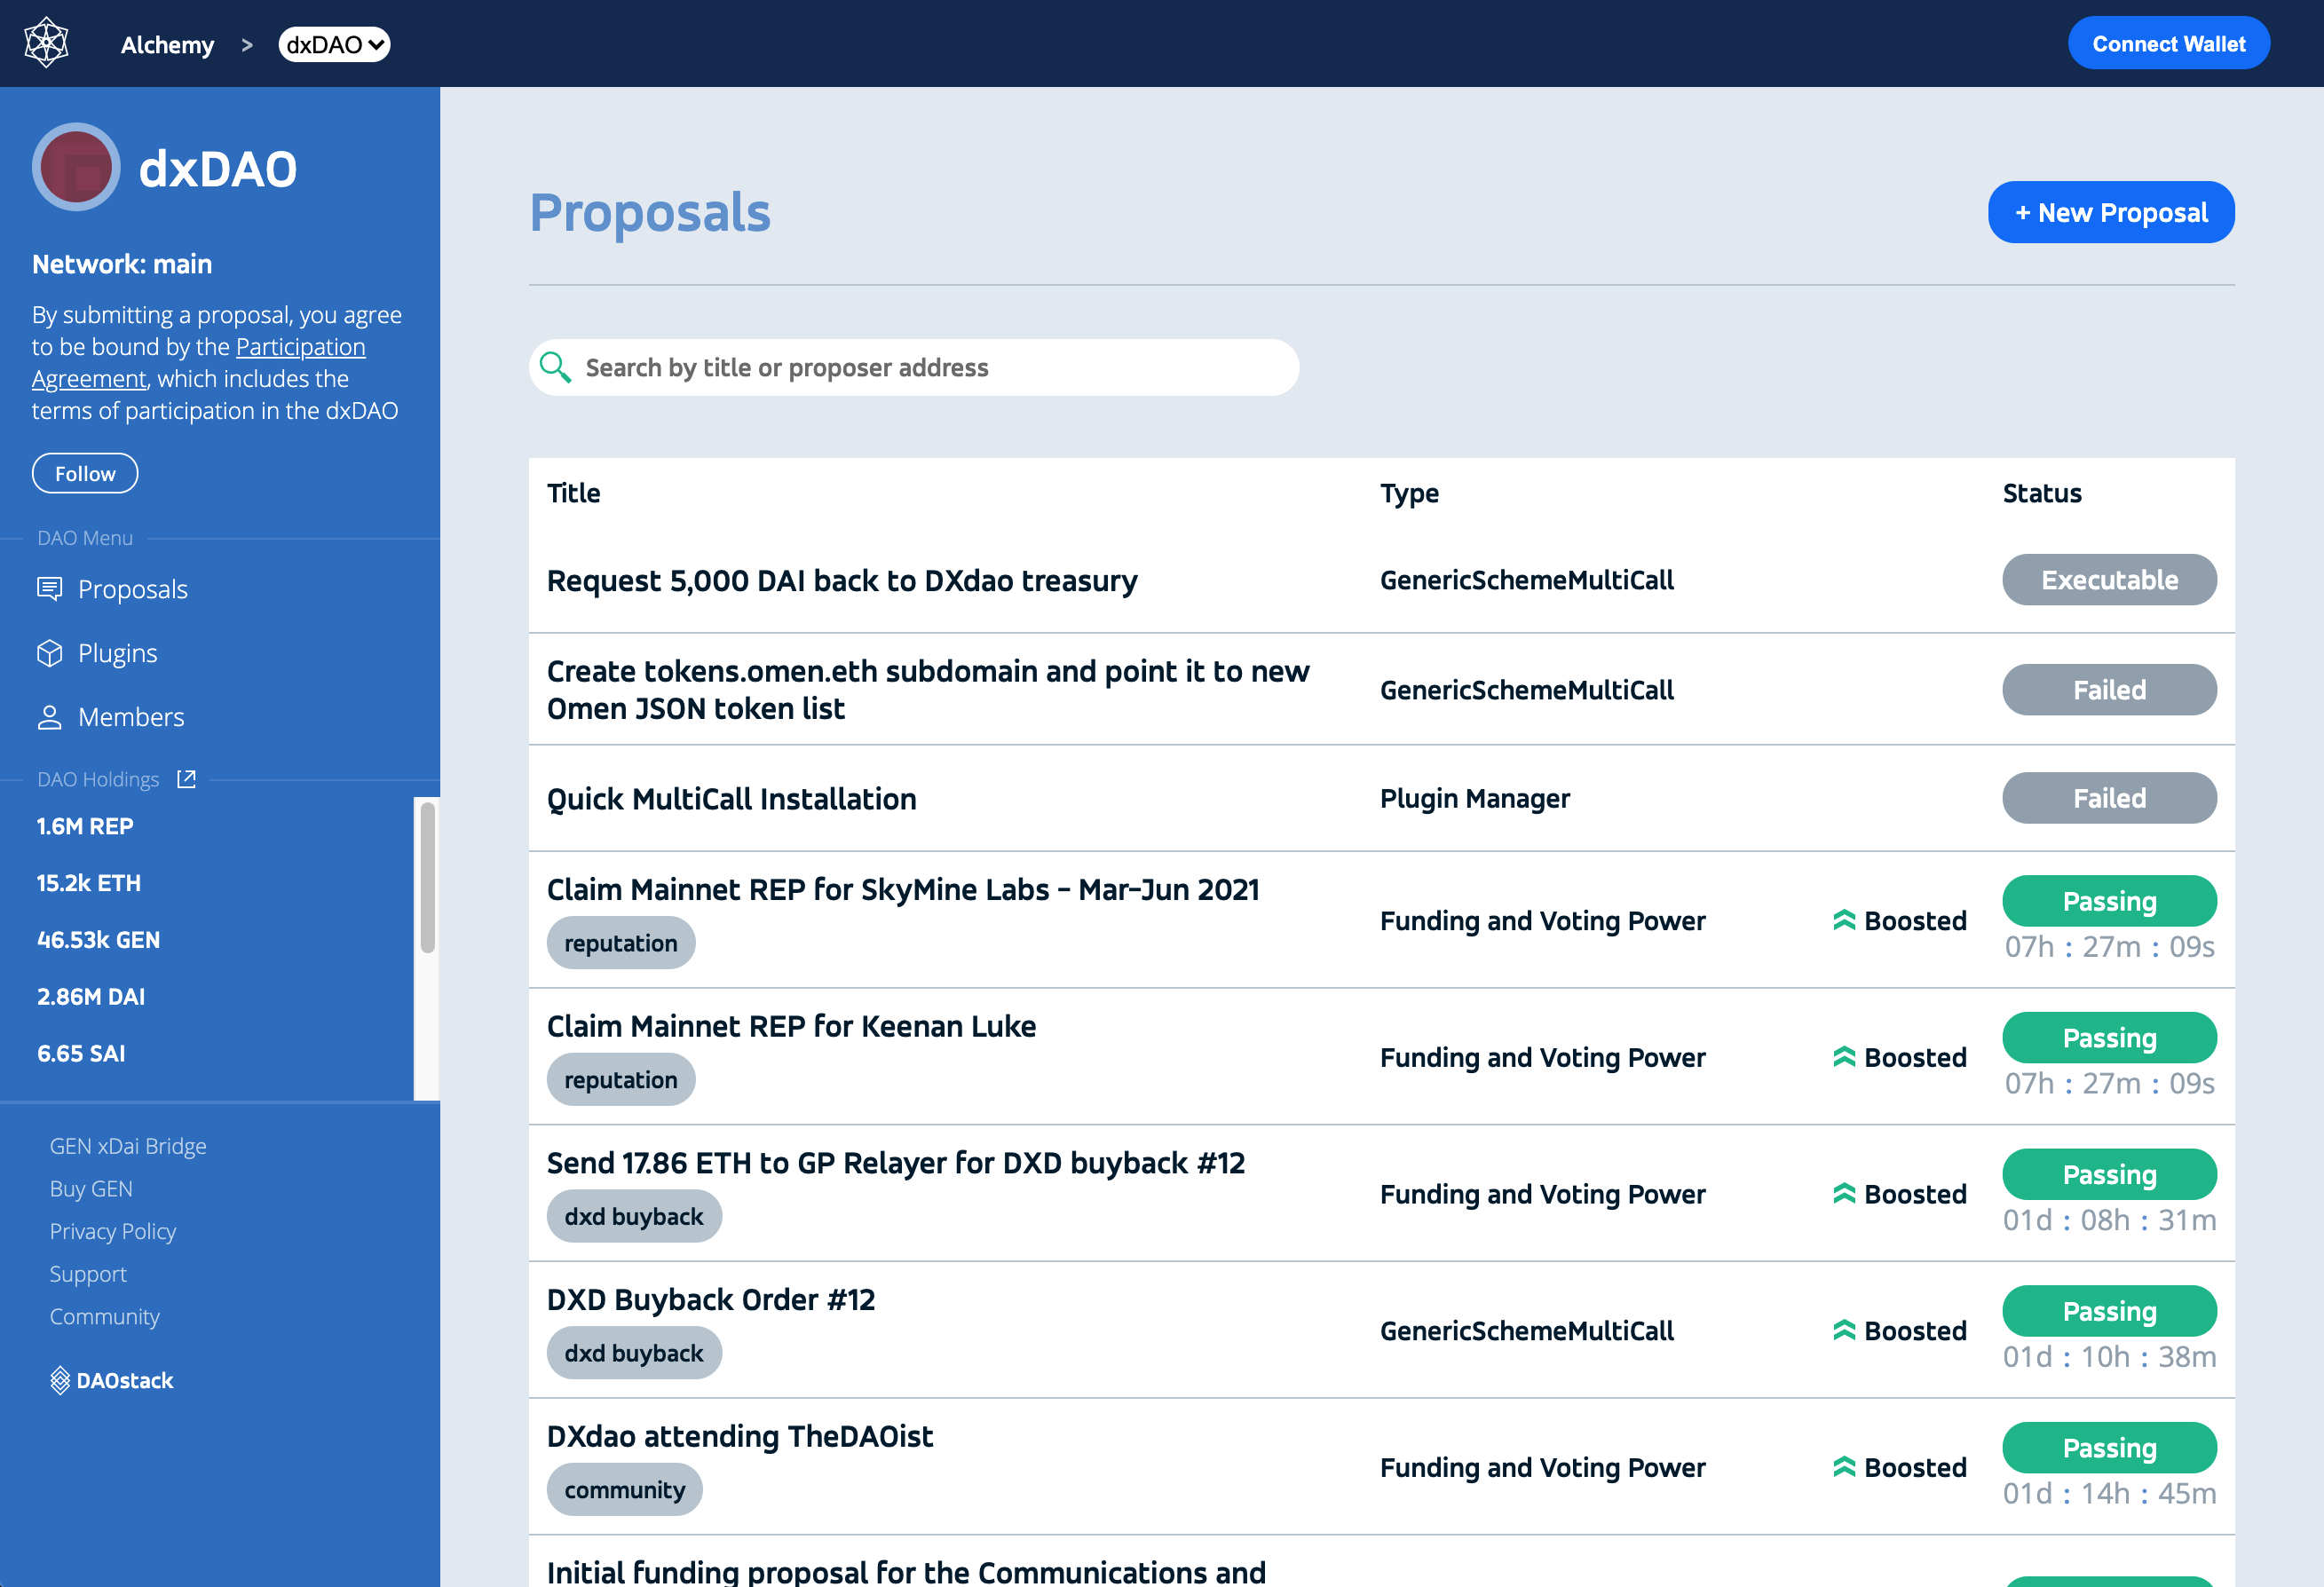 Alchemy > dxDAO
Connect Wallet
dxDAO
Network: main
By submitting a proposal, you agree
to be bound by the Participation
Agreement, which includes the
terms of participation in the dxDAO
Follow
DAO Menu
Proposals
Plugins
Members
DAO Holdings
1.6M REP
15.2k ETH
46.53k GEN
2.86M DAI
6.65 SAI
GEN xDai Bridge
Buy GEN
Privacy Policy
Support
Community
DAOstack
Proposals
+ New Proposal
Search by title or proposer address
Title Type Status
Request 5,000 DAI back to DXdao treasury GenericSchemeMultiCall Executable
Create tokens.omen.eth subdomain and point it to new
Omen JSON token list
GenericSchemeMultiCall Failed
Quick MultiCall Installation Plugin Manager Failed
Claim Mainnet REP for SkyMine Labs - Mar-Jun 2021
reputation
Funding and Voting Power Boosted Passing
07h : 27m : 09s
Claim Mainnet REP for Keenan Luke
reputation
Funding and Voting Power Boosted Passing
07h : 27m : 09s
Send 17.86 ETH to GP Relayer for DXD buyback #12
dxd buyback
Funding and Voting Power Boosted Passing
01d : 08h : 31m
DXD Buyback Order #12
dxd buyback
GenericSchemeMultiCall Boosted Passing
01d : 10h : 38m
DXdao attending TheDAOist
community
Funding and Voting Power Boosted Passing
01d : 14h : 45m
Initial funding proposal for the Communications and